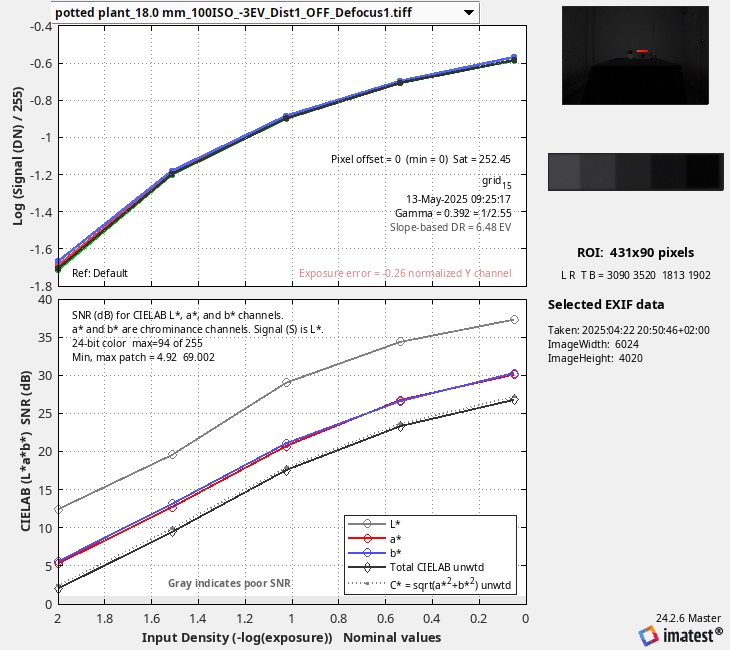 potted plant_18.0 mm_100ISO_-3EV_Dist1_OFF_Defocus1.tiff
-0.4
-0.6
-0.8
-1
-1.2
-1.4
-1.6
-1.8
Log (Signal (DN) / 255)
Pixel offset = 0 (min = 0) Sat = 252.45
grid15
13-May-2025 09:25:17
Gamma = 0.392 = 1/2.55
Slope-based DR = 6.48 EV
Ref: Default
Exposure error = -0.26 normalized Y channel
40
35
30
25
20
15
10
5
0
CIELAB (L*a*b*) SNR (dB)
SNR (dB) for CIELAB L*, a*, and b* channels.
a* and b* are chrominance channels. Signal (S) is L*.
24-bit color max=94 of 255
Min, max patch = 4.92 69.002
L*
a*
b*
Total CIELAB unwtd
C* = sqrt(a*2+b*2) unwtd
Gray indicates poor SNR
2 1.8 1.6 1.4 1.2 1 0.8 0.6 0.4 0.2 0
Input Density (-log(exposure)) Nominal values
ROI: 431x90 pixels
L R T B = 3090 3520 1813 1902
Selected EXIF data
Taken: 2025:04:22 20:50:46+02:00
ImageWidth: 6024
ImageHeight: 4020
24.2.6 Master
imatest®